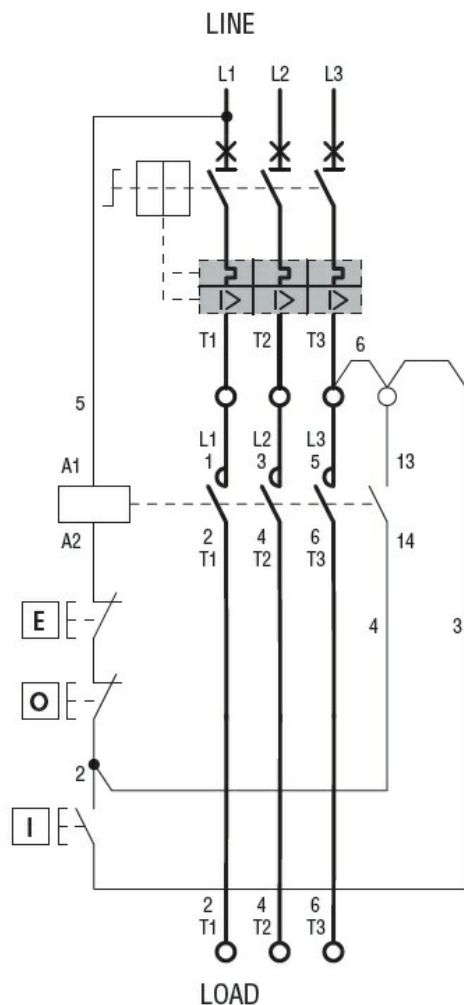 LINE
L1 L2 L3
I> I> I>
T1 T2 T3
6
5
L1 L2 L3
1 3 5
13
A1
A2
2 4 6
T1 T2 T3
14
E
4
3
O
2
I
2 4 6
T1 T2 T3
LOAD